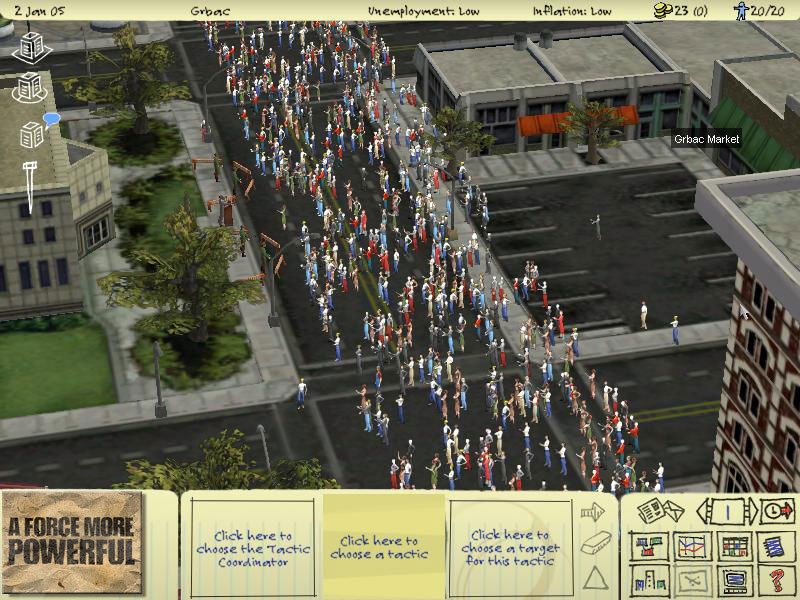 2 Jan 05 Grbac Unemployment: Low Inflation: Low 23 (0) 20/20
Grbac Market
A FORCE MORE
POWERFUL
Click here to
choose the Tactic
Coordinator
Click here to
choose a tactic
Click here to
choose a target
for this tactic
1
?